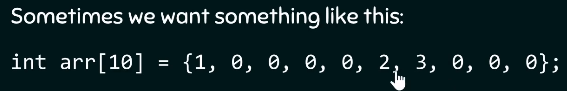 Sometimes we want something like this:
int arr[10] = {1, 0, 0, 0, 0, 2, 3, 0, 0, 0};